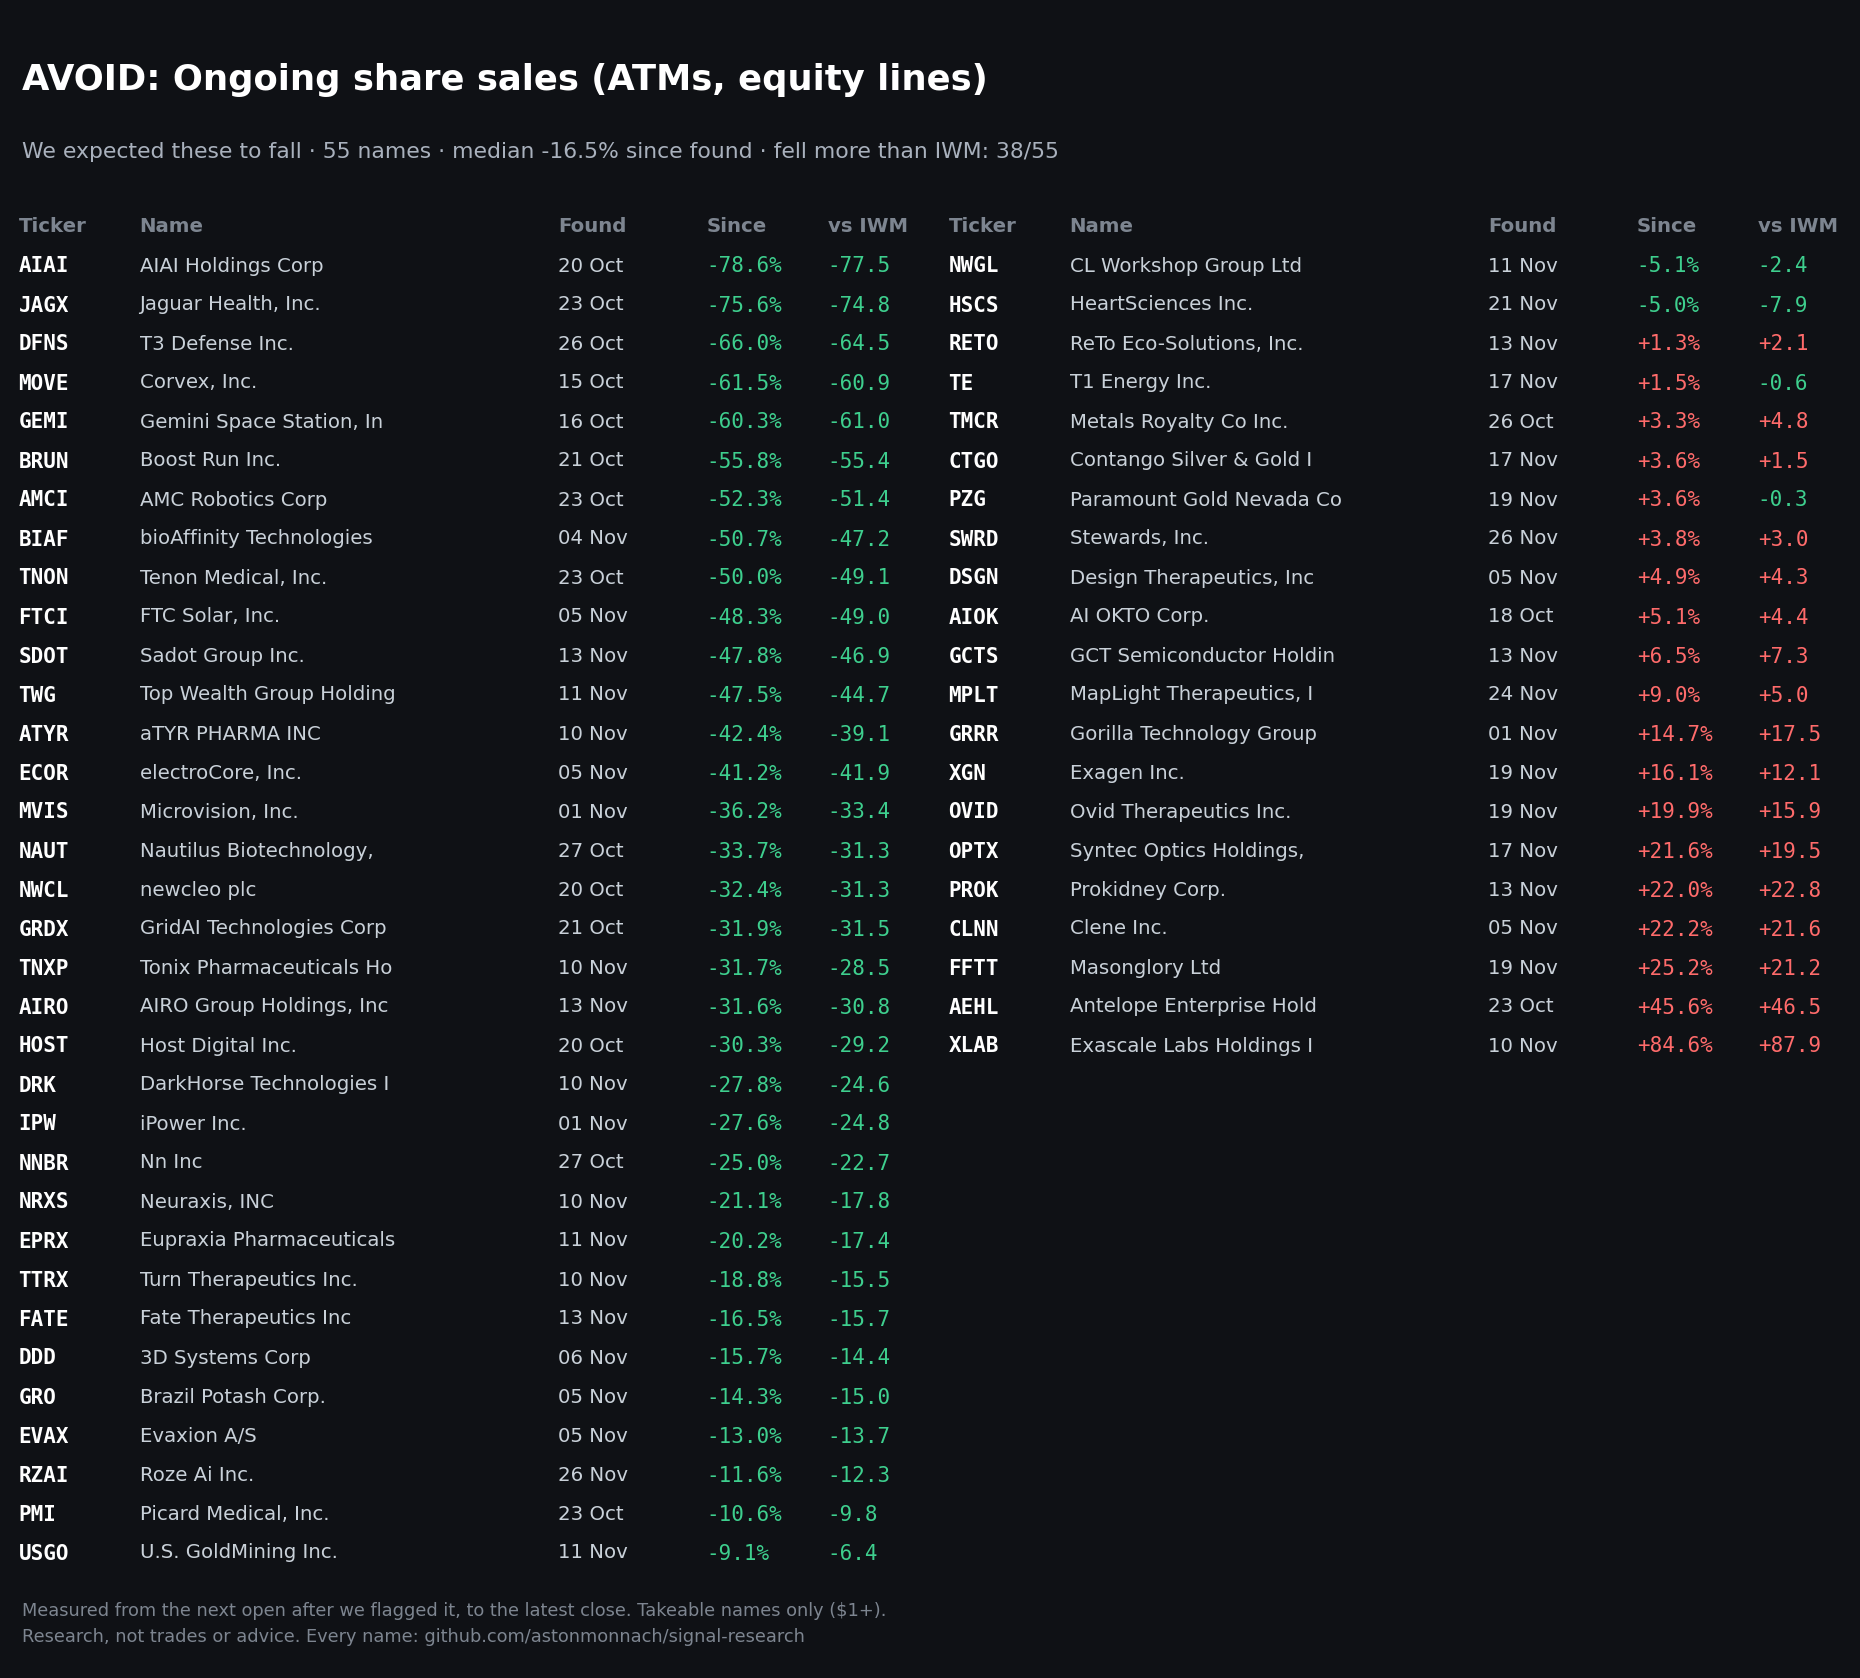 AVOID: Ongoing share sales (ATMs, equity lines)
We expected these to fall · 55 names · median -16.5% since found · fell more than IWM: 38/55
Ticker Name Found Since vs IWM
AIAI AIAI Holdings Corp 20 Oct -78.6% -77.5
JAGX Jaguar Health, Inc. 23 Oct -75.6% -74.8
DFNS T3 Defense Inc. 26 Oct -66.0% -64.5
MOVE Corvex, Inc. 15 Oct -61.5% -60.9
GEMI Gemini Space Station, In 16 Oct -60.3% -61.0
BRUN Boost Run Inc. 21 Oct -55.8% -55.4
AMCI AMC Robotics Corp 23 Oct -52.3% -51.4
BIAF bioAffinity Technologies 04 Nov -50.7% -47.2
TNON Tenon Medical, Inc. 23 Oct -50.0% -49.1
FTCI FTC Solar, Inc. 05 Nov -48.3% -49.0
SDOT Sadot Group Inc. 13 Nov -47.8% -46.9
TWG Top Wealth Group Holding 11 Nov -47.5% -44.7
ATYR aTYR PHARMA INC 10 Nov -42.4% -39.1
ECOR electroCore, Inc. 05 Nov -41.2% -41.9
MVIS Microvision, Inc. 01 Nov -36.2% -33.4
NAUT Nautilus Biotechnology, 27 Oct -33.7% -31.3
NWCL newcleo plc 20 Oct -32.4% -31.3
GRDX GridAI Technologies Corp 21 Oct -31.9% -31.5
TNXP Tonix Pharmaceuticals Ho 10 Nov -31.7% -28.5
AIRO AIRO Group Holdings, Inc 13 Nov -31.6% -30.8
HOST Host Digital Inc. 20 Oct -30.3% -29.2
DRK DarkHorse Technologies I 10 Nov -27.8% -24.6
IPW iPower Inc. 01 Nov -27.6% -24.8
NNBR Nn Inc 27 Oct -25.0% -22.7
NRXS Neuraxis, INC 10 Nov -21.1% -17.8
EPRX Eupraxia Pharmaceuticals 11 Nov -20.2% -17.4
TTRX Turn Therapeutics Inc. 10 Nov -18.8% -15.5
FATE Fate Therapeutics Inc 13 Nov -16.5% -15.7
DDD 3D Systems Corp 06 Nov -15.7% -14.4
GRO Brazil Potash Corp. 05 Nov -14.3% -15.0
EVAX Evaxion A/S 05 Nov -13.0% -13.7
RZAI Roze Ai Inc. 26 Nov -11.6% -12.3
PMI Picard Medical, Inc. 23 Oct -10.6% -9.8
USGO U.S. GoldMining Inc. 11 Nov -9.1% -6.4
Ticker Name Found Since vs IWM
NWGL CL Workshop Group Ltd 11 Nov -5.1% -2.4
HSCS HeartSciences Inc. 21 Nov -5.0% -7.9
RETO ReTo Eco-Solutions, Inc. 13 Nov +1.3% +2.1
TE T1 Energy Inc. 17 Nov +1.5% -0.6
TMCR Metals Royalty Co Inc. 26 Oct +3.3% +4.8
CTGO Contango Silver & Gold I 17 Nov +3.6% +1.5
PZG Paramount Gold Nevada Co 19 Nov +3.6% -0.3
SWRD Stewards, Inc. 26 Nov +3.8% +3.0
DSGN Design Therapeutics, Inc 05 Nov +4.9% +4.3
AIOK AI OKTO Corp. 18 Oct +5.1% +4.4
GCTS GCT Semiconductor Holdin 13 Nov +6.5% +7.3
MPLT MapLight Therapeutics, I 24 Nov +9.0% +5.0
GRRR Gorilla Technology Group 01 Nov +14.7% +17.5
XGN Exagen Inc. 19 Nov +16.1% +12.1
OVID Ovid Therapeutics Inc. 19 Nov +19.9% +15.9
OPTX Syntec Optics Holdings, 17 Nov +21.6% +19.5
PROK Prokidney Corp. 13 Nov +22.0% +22.8
CLNN Clene Inc. 05 Nov +22.2% +21.6
FFTT Masonglory Ltd 19 Nov +25.2% +21.2
AEHL Antelope Enterprise Hold 23 Oct +45.6% +46.5
XLAB Exascale Labs Holdings I 10 Nov +84.6% +87.9
Measured from the next open after we flagged it, to the latest close. Takeable names only ($1+).
Research, not trades or advice. Every name: github.com/astonmonnach/signal-research